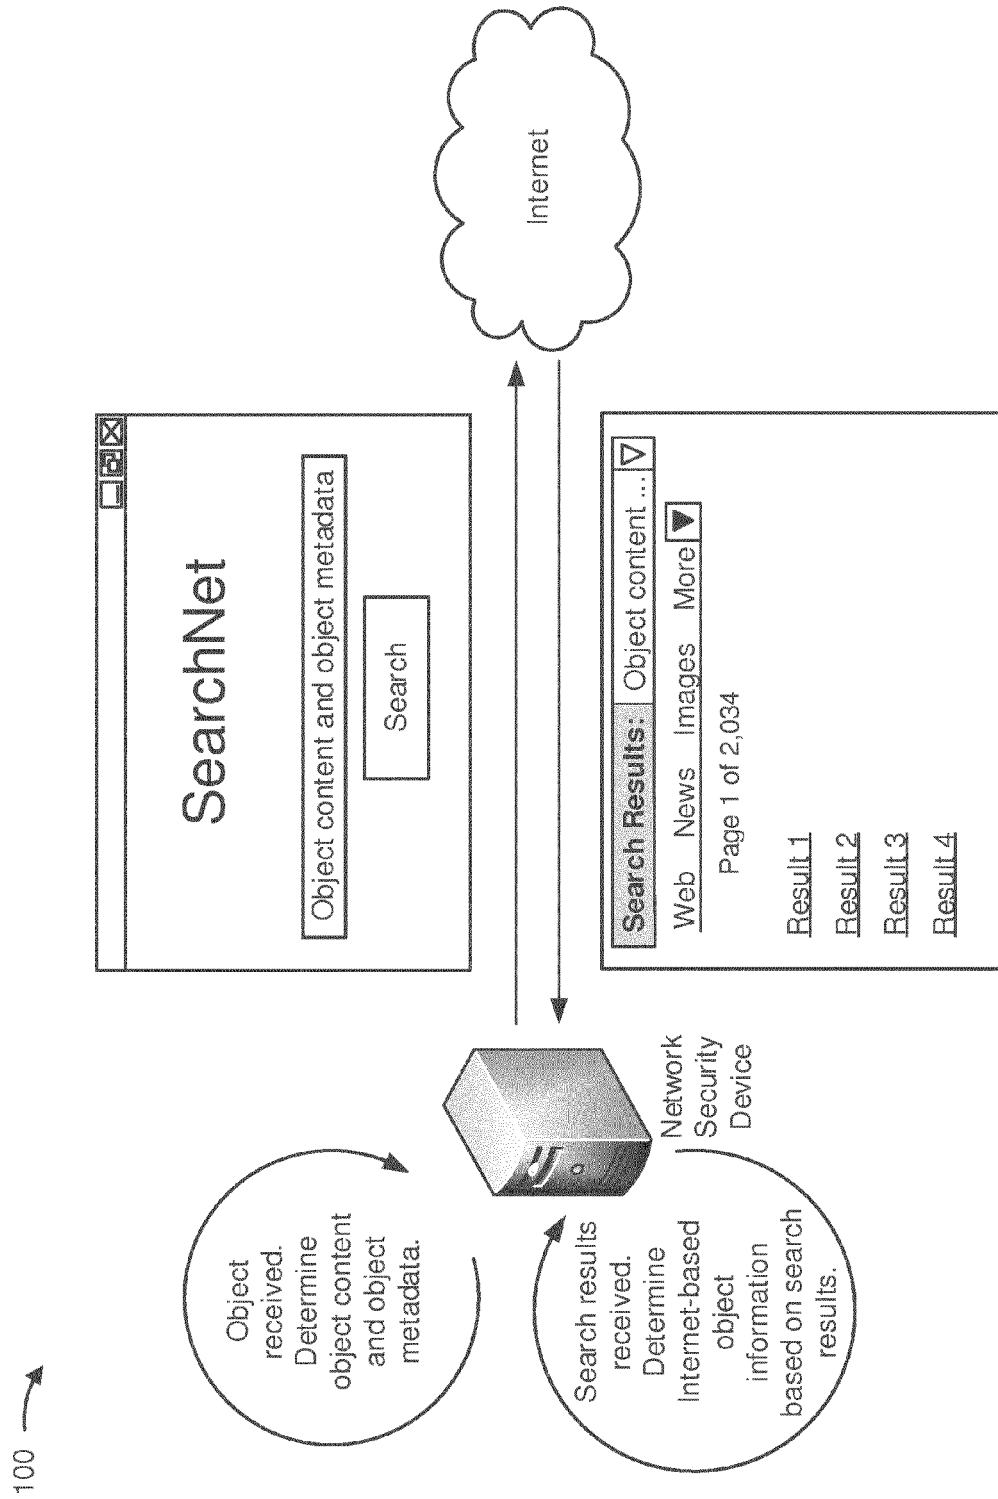 100
Object
received.
Determine
object content
and object
metadata.
SearchNet
Object content and object metadata
Search
Internet
Search results
received.
Determine
Internet-based
object
information
based on search
results.
Network
Security
Device
Search Results: Object content ...
Web News Images More
Page 1 of 2,034
Result 1
Result 2
Result 3
Result 4